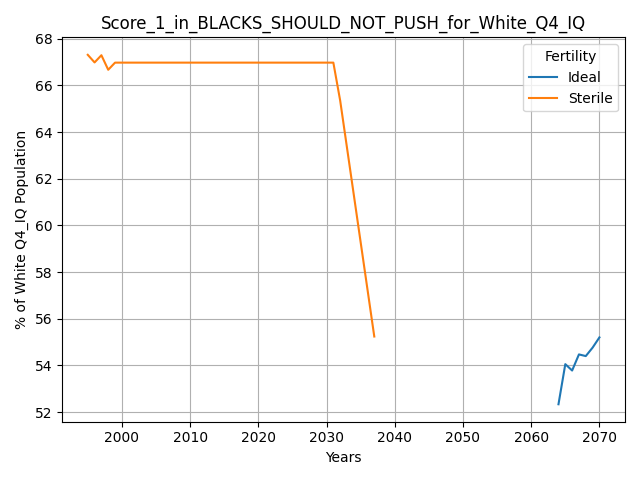 Score_1_in_BLACKS_SHOULD_NOT_PUSH_for_White_Q4_IQ
68
66
64
62
60
58
56
54
52
% of White Q4_IQ Population
Fertility
Ideal
Sterile
2000 2010 2020 2030 2040 2050 2060 2070
Years